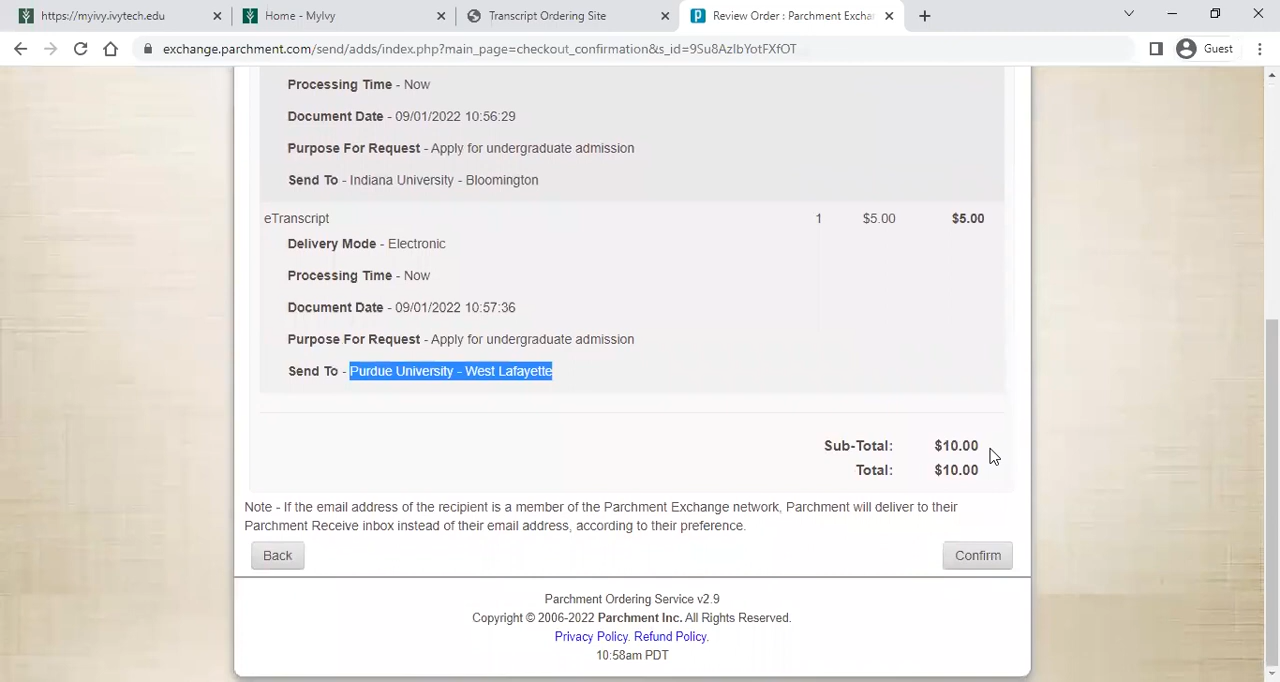 https://myivy.ivytech.edu
Home - MyIvy
Transcript Ordering Site
Review Order : Parchment Exchan
exchange.parchment.com/send/adds/index.php?main_page=checkout_confirmation&s_id=9Su8AzIbYotFXfOT
Guest
Processing Time - Now
Document Date - 09/01/2022 10:56:29
Purpose For Request - Apply for undergraduate admission
Send To - Indiana University - Bloomington
eTranscript 1 $5.00 $5.00
Delivery Mode - Electronic
Processing Time - Now
Document Date - 09/01/2022 10:57:36
Purpose For Request - Apply for undergraduate admission
Send To - Purdue University - West Lafayette
Sub-Total: $10.00
Total: $10.00
Note - If the email address of the recipient is a member of the Parchment Exchange network, Parchment will deliver to their
Parchment Receive inbox instead of their email address, according to their preference.
Back
Confirm
Parchment Ordering Service v2.9
Copyright © 2006-2022 Parchment Inc. All Rights Reserved.
Privacy Policy. Refund Policy.
10:58am PDT